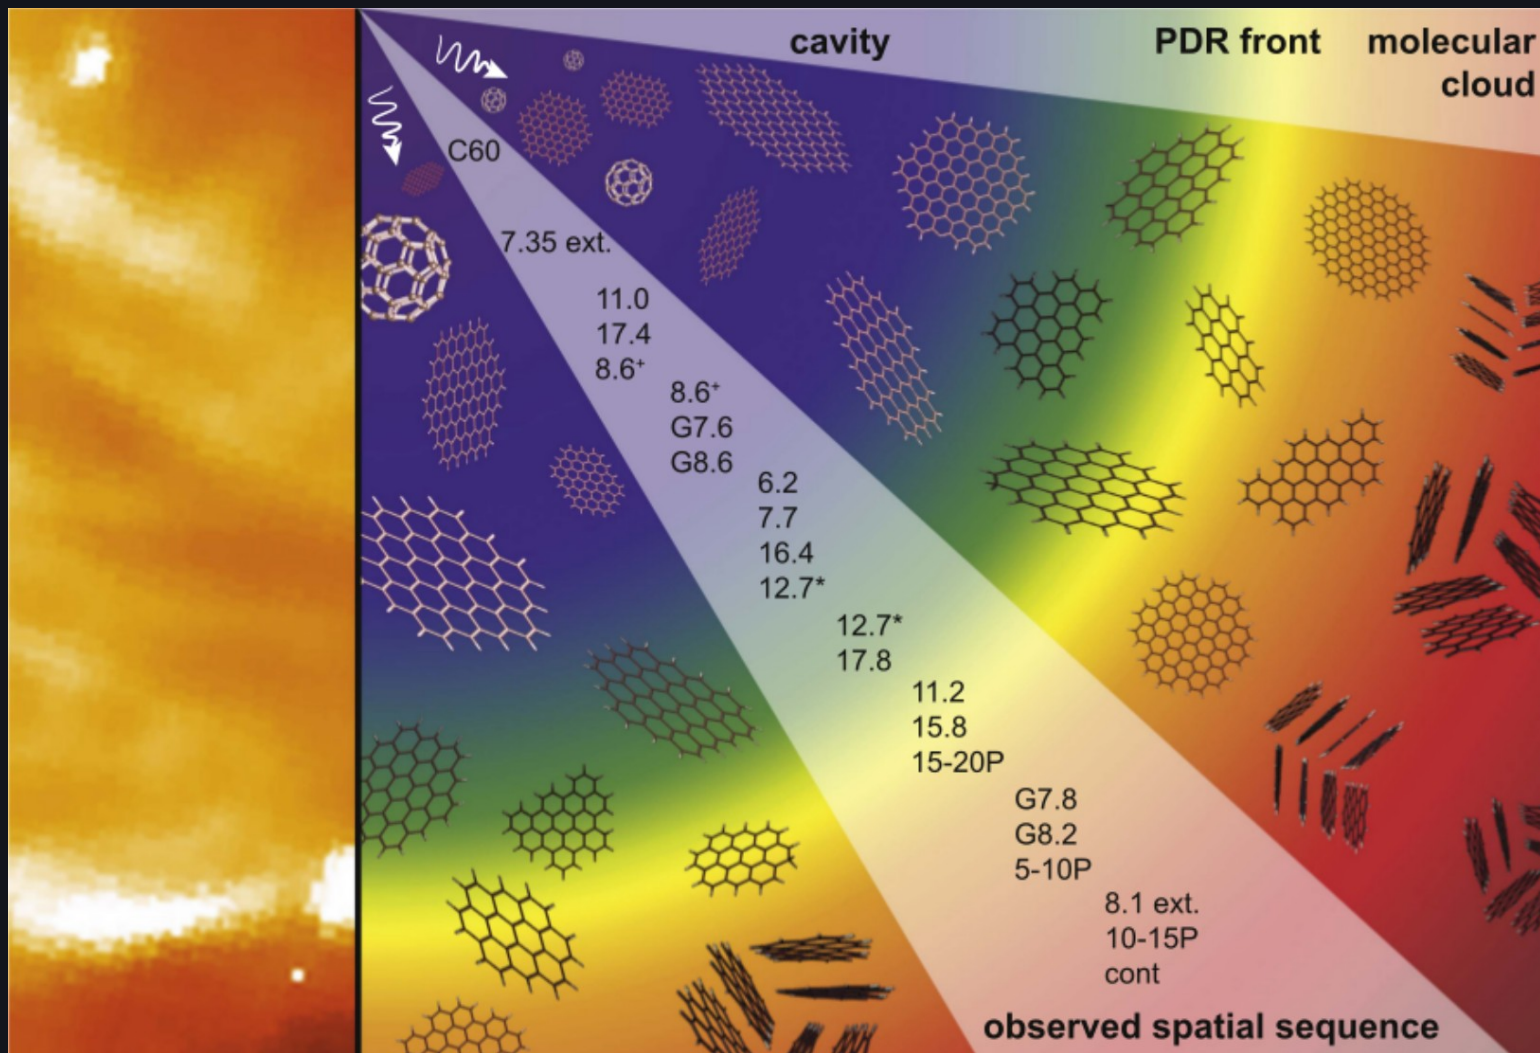 cavity
PDR front
molecular
cloud
C60
7.35 ext.
11.0
17.4
8.6⁺
8.6⁺
G7.6
G8.6
6.2
7.7
16.4
12.7*
12.7*
17.8
11.2
15.8
15-20P
G7.8
G8.2
5-10P
8.1 ext.
10-15P
cont
observed spatial sequence